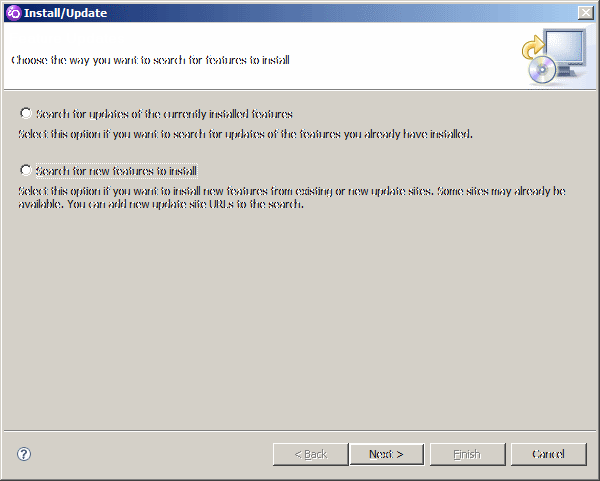 Install/Update
Choose the way you want to search for features to install
Search for updates of the currently installed features
Select this option if you want to search for updates of the features you already have installed.
Search for new features to install
Select this option if you want to install new features from existing or new update sites. Some sites may already be
available. You can add new update site URLs to the search.
?
< Back
Next >
Finish
Cancel